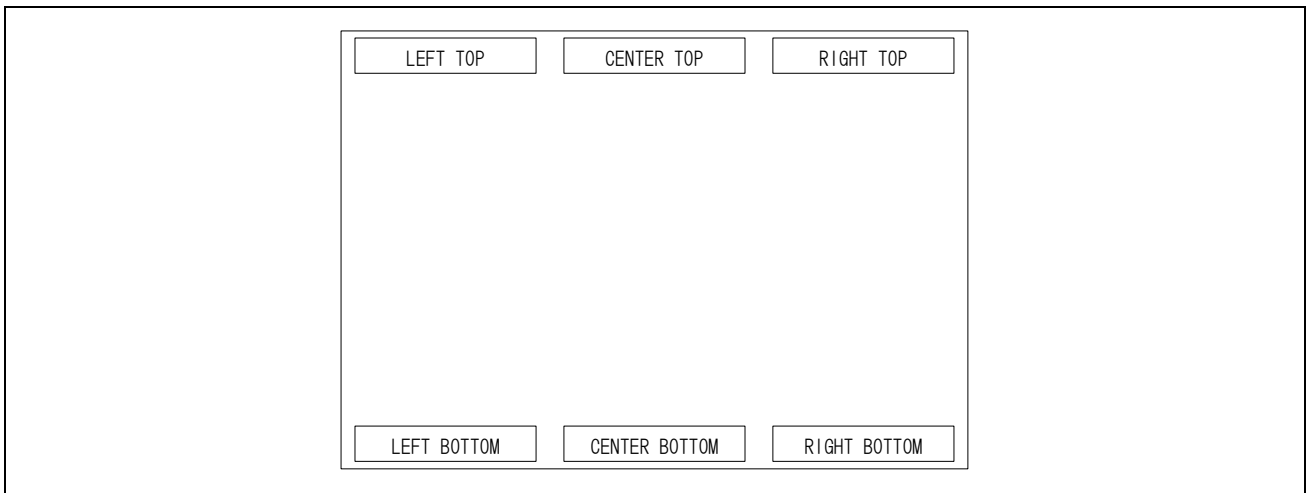 LEFT TOP
CENTER TOP
RIGHT TOP
LEFT BOTTOM
CENTER BOTTOM
RIGHT BOTTOM